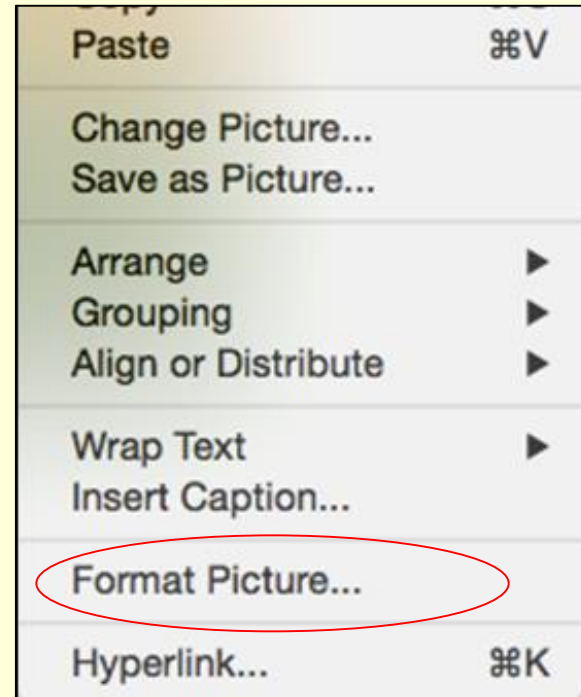 Paste ⌘V
Change Picture...
Save as Picture...
Arrange ▶
Grouping ▶
Align or Distribute ▶
Wrap Text ▶
Insert Caption...
Format Picture...
Hyperlink... ⌘K